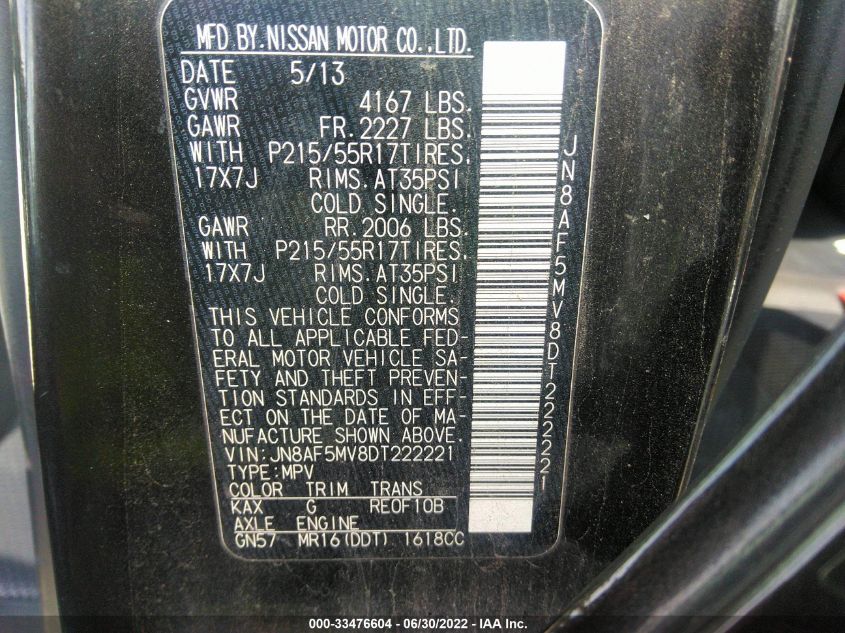 MFD BY.NISSAN MOTOR CO.,LTD.
DATE 5/13
GVWR 4167 LBS.
GAWR FR.2227 LBS.
WITH P215/55R17TIRES.
17X7J RIMS.AT35PSI
COLD SINGLE.
GAWR RR.2006 LBS.
WITH P215/55R17TIRES.
17X7J RIMS.AT35PSI
COLD SINGLE.
THIS VEHICLE CONFORMS
TO ALL APPLICABLE FED-
ERAL MOTOR VEHICLE SA-
FETY AND THEFT PREVEN-
TION STANDARDS IN EFF-
ECT ON THE DATE OF MA-
NUFACTURE SHOWN ABOVE.
VIN:JN8AF5MV8DT222221
TYPE:MPV
COLOR TRIM TRANS
KAX G RE0F10B
AXLE ENGINE
GN57 MR16(DDT) 1618CC
JN8AF5MV8DT222221
000-33476604 - 06/30/2022 - IAA Inc.